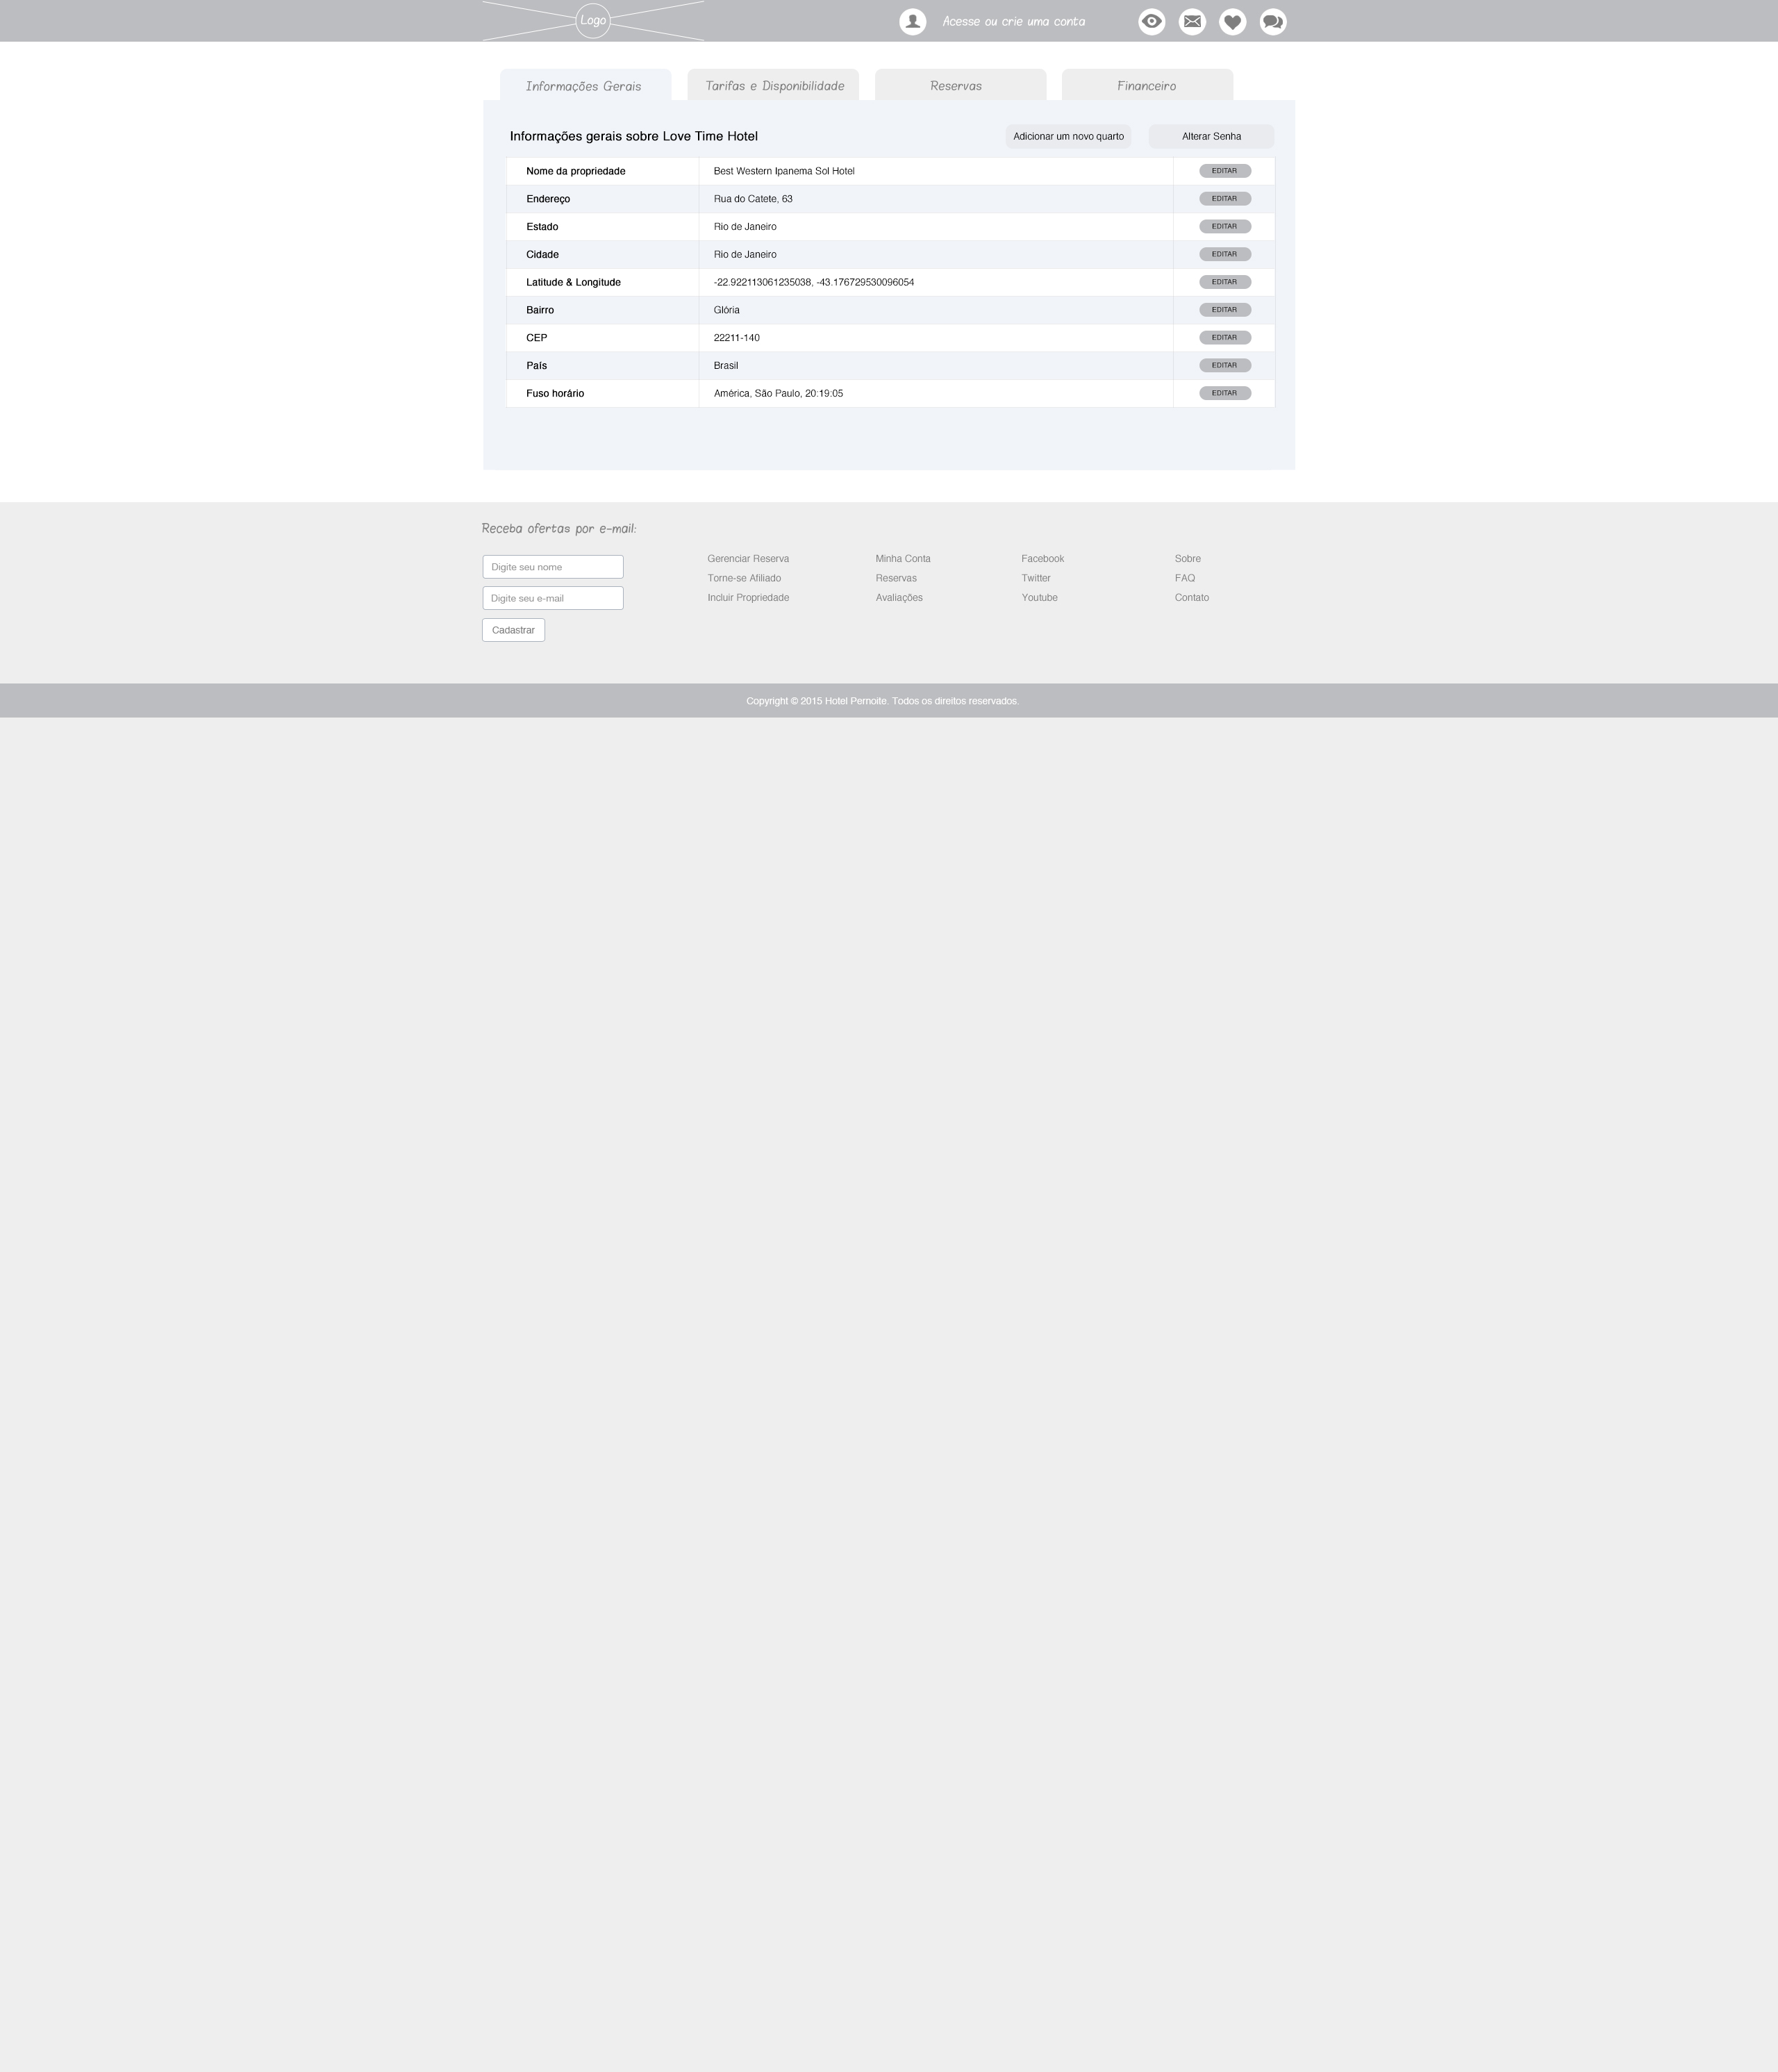 Logo
Acesse ou crie uma conta
Informações Gerais
Tarifas e Disponibilidade
Reservas
Financeiro
Informações gerais sobre Love Time Hotel
Adicionar um novo quarto
Alterar Senha
Nome da propriedade Best Western Ipanema Sol Hotel EDITAR
Endereço Rua do Catete, 63 EDITAR
Estado Rio de Janeiro EDITAR
Cidade Rio de Janeiro EDITAR
Latitude & Longitude -22.922113061235038, -43.176729530096054 EDITAR
Bairro Glória EDITAR
CEP 22211-140 EDITAR
País Brasil EDITAR
Fuso horário América, São Paulo, 20:19:05 EDITAR
Receba ofertas por e-mail:
Digite seu nome
Digite seu e-mail
Cadastrar
Gerenciar Reserva
Torne-se Afiliado
Incluir Propriedade
Minha Conta
Reservas
Avaliações
Facebook
Twitter
Youtube
Sobre
FAQ
Contato
Copyright © 2015 Hotel Pernoite. Todos os direitos reservados.